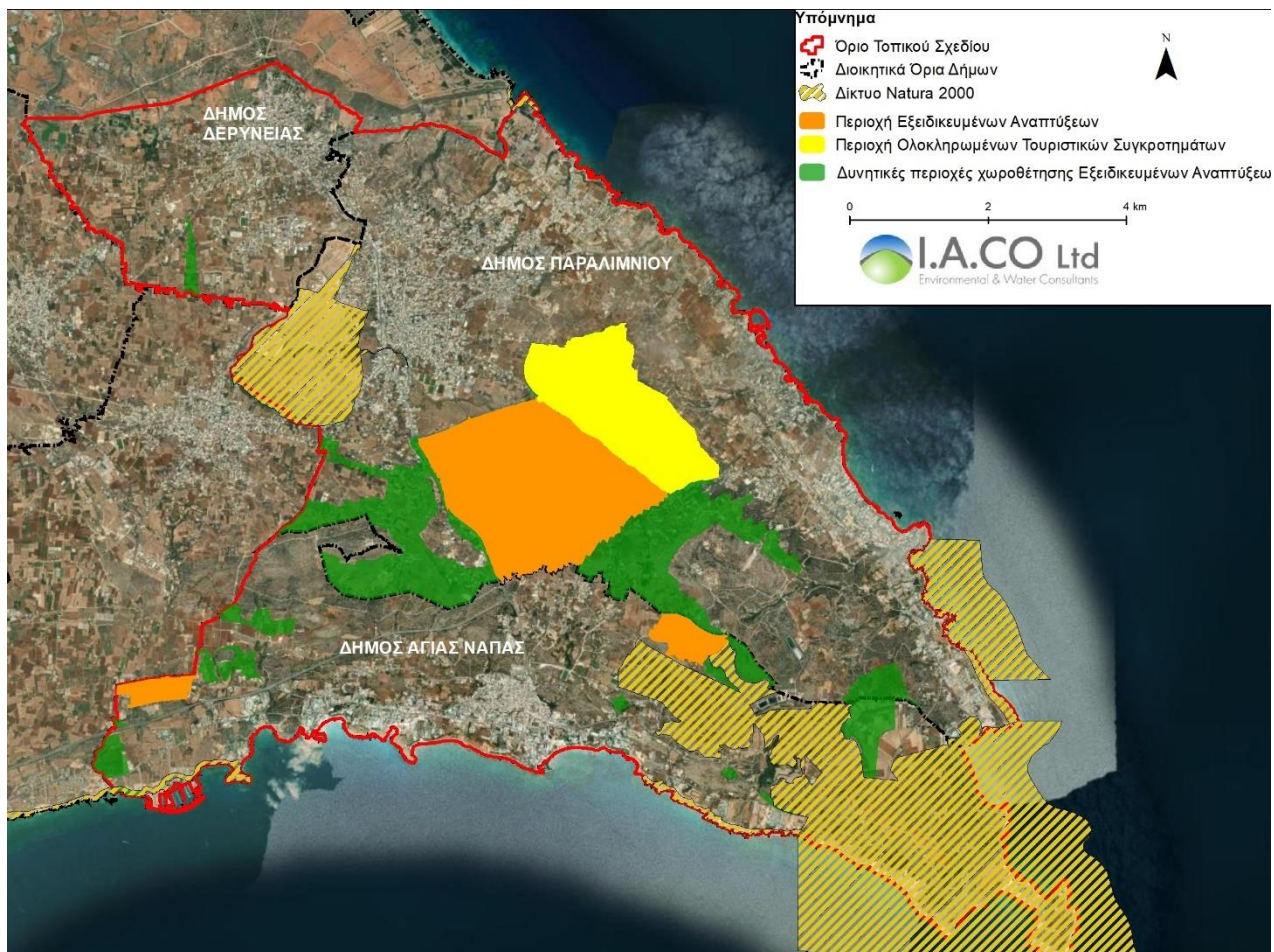 Υπόμνημα
Όριο Τοπικού Σχεδίου
Διοικητικά Όρια Δήμων
Δίκτυο Natura 2000
Περιοχή Εξειδικευμένων Αναπτύξεων
Περιοχή Ολοκληρωμένων Τουριστικών Συγκροτημάτων
Δυνητικές περιοχές χωροθέτησης Εξειδικευμένων Αναπτύξεω
N
0 2 4 km
I.A.CO Ltd
Environmental & Water Consultants
ΔΗΜΟΣ
ΔΕΡΥΝΕΙΑΣ
ΔΗΜΟΣ ΠΑΡΑΛΙΜΝΙΟΥ
ΔΗΜΟΣ ΑΓΙΑΣ ΝΑΠΑΣ